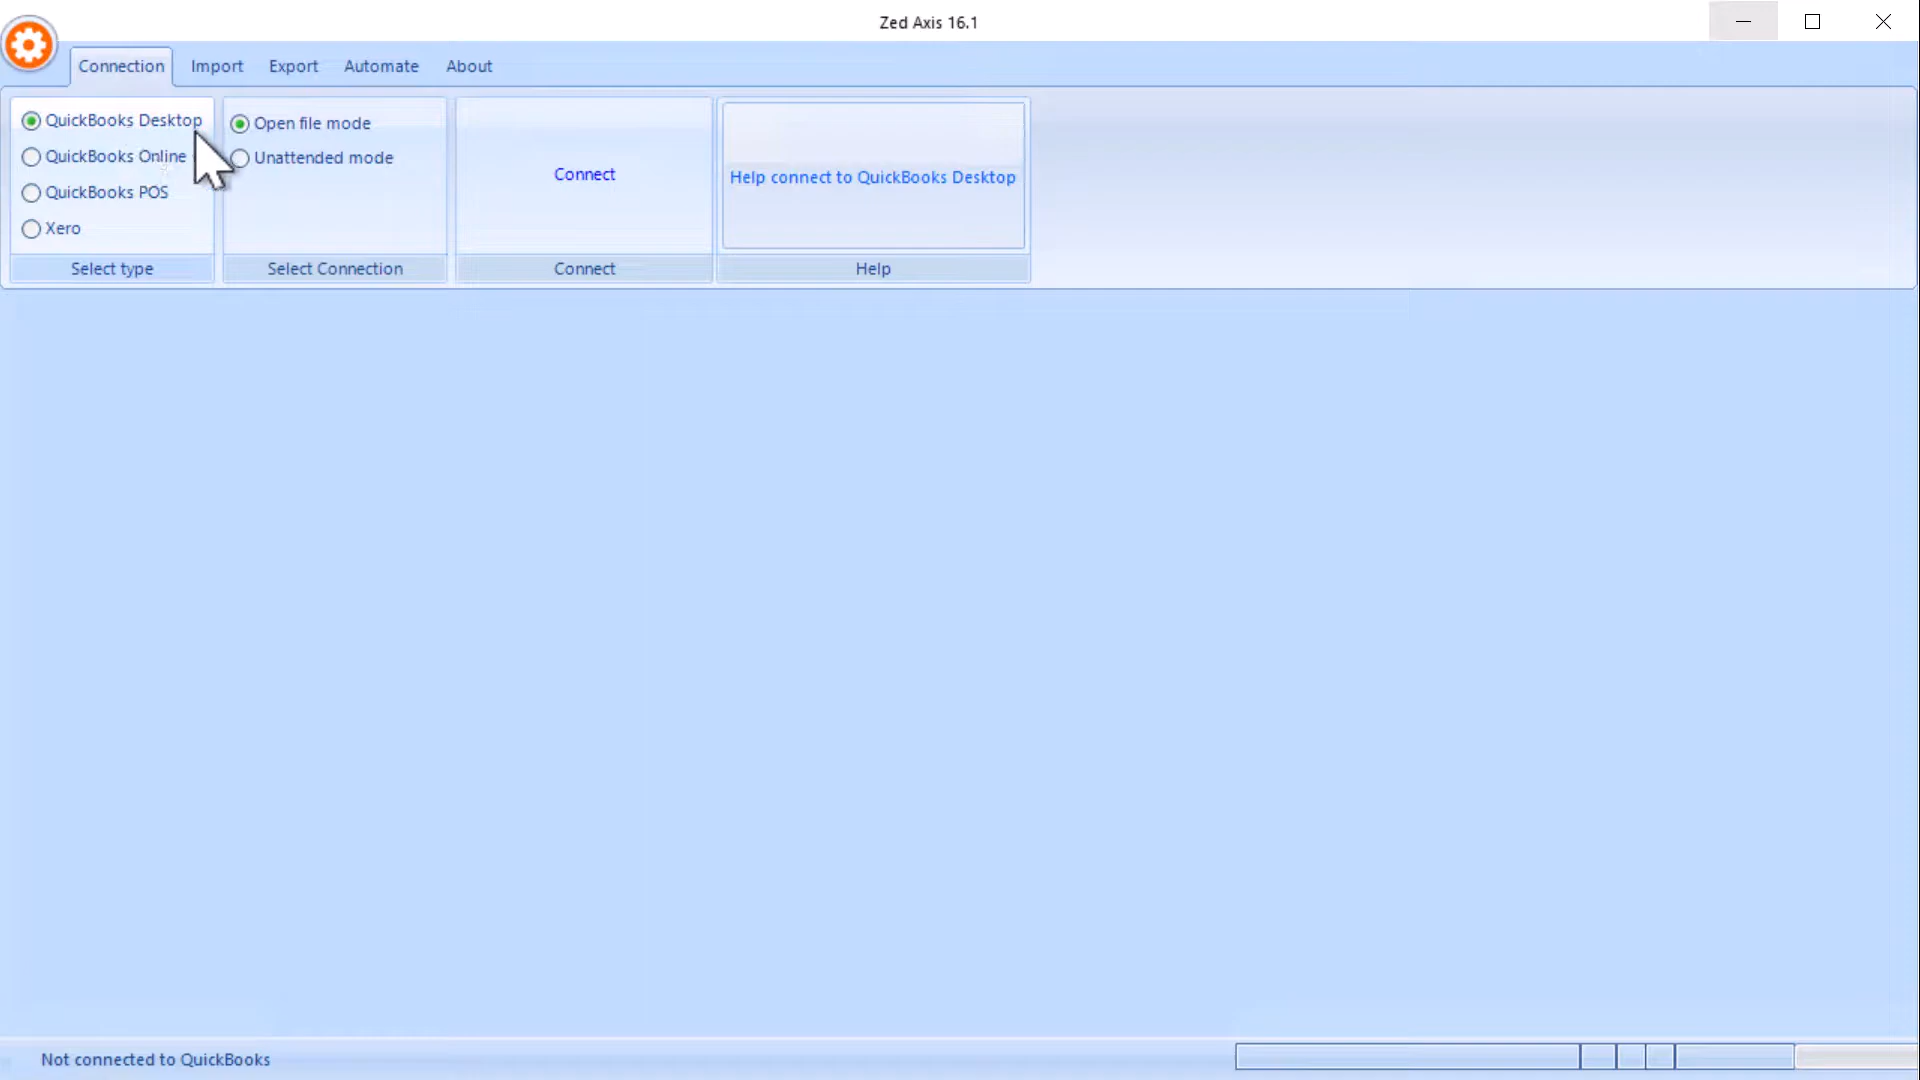 Zed Axis 16.1
Connection Import Export Automate About
QuickBooks Desktop
QuickBooks Online
QuickBooks POS
Xero
Select type
Open file mode
Unattended mode
Select Connection
Connect
Connect
Help connect to QuickBooks Desktop
Help
Not connected to QuickBooks